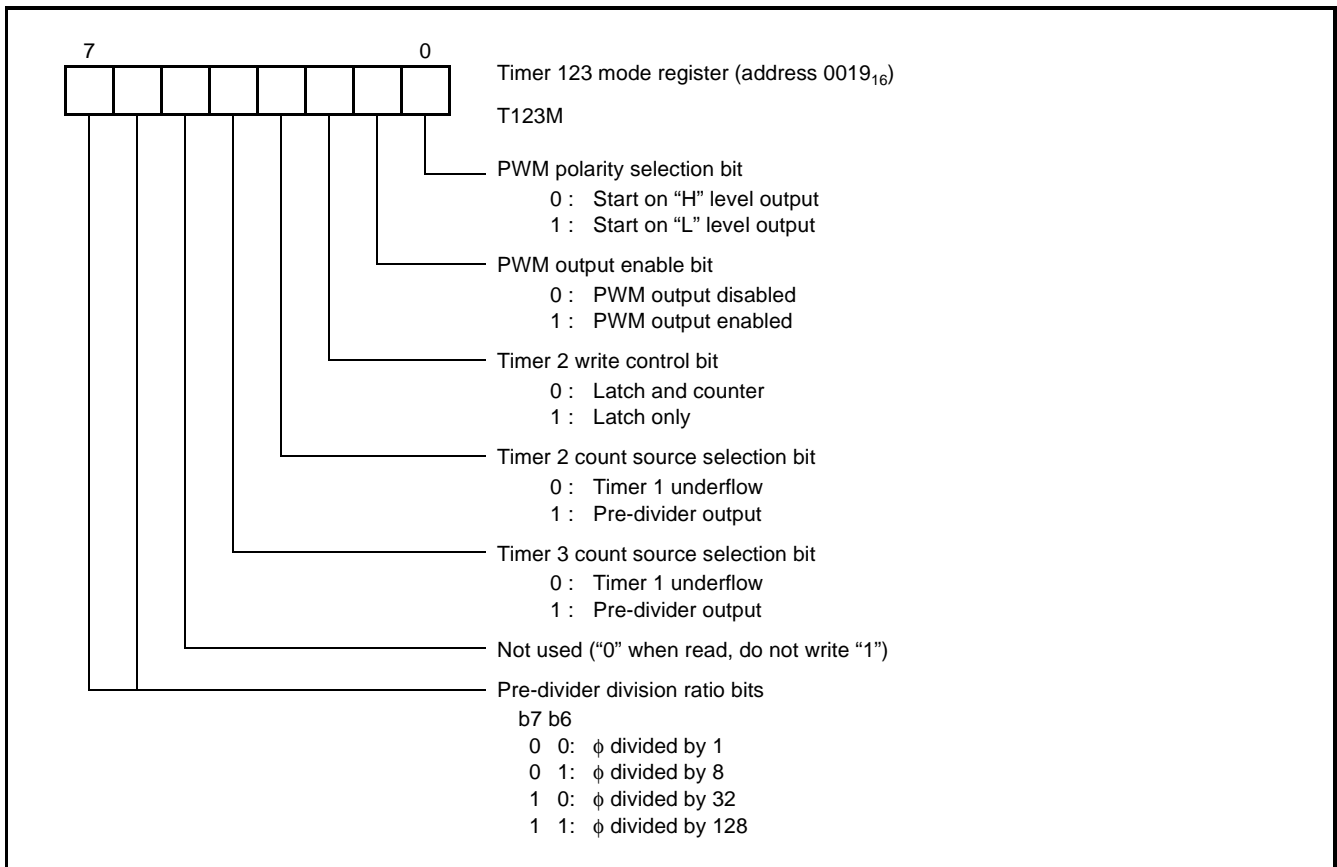 7 0
Timer 123 mode register (address 0019₁₆)
T123M
PWM polarity selection bit
0 : Start on “H” level output
1 : Start on “L” level output
PWM output enable bit
0 : PWM output disabled
1 : PWM output enabled
Timer 2 write control bit
0 : Latch and counter
1 : Latch only
Timer 2 count source selection bit
0 : Timer 1 underflow
1 : Pre-divider output
Timer 3 count source selection bit
0 : Timer 1 underflow
1 : Pre-divider output
Not used (“0” when read, do not write “1”)
Pre-divider division ratio bits
b7 b6
0 0: ϕ divided by 1
0 1: ϕ divided by 8
1 0: ϕ divided by 32
1 1: ϕ divided by 128